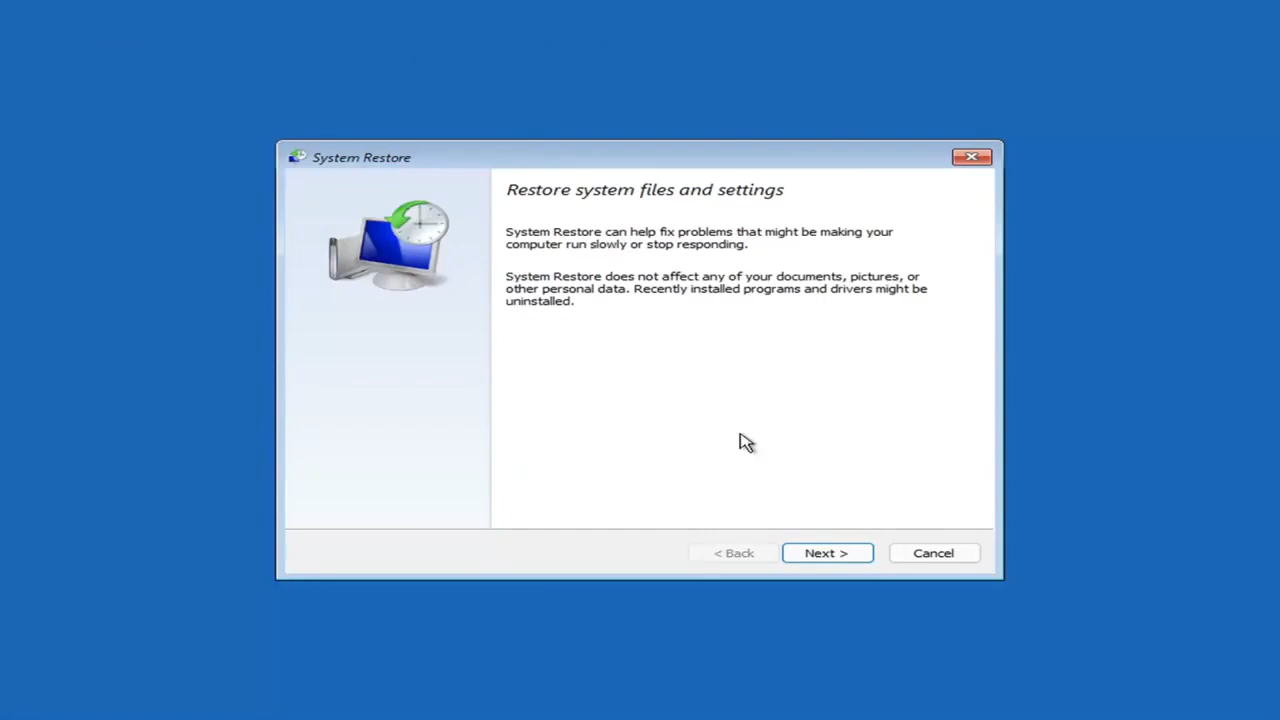 System Restore
Restore system files and settings
System Restore can help fix problems that might be making your
computer run slowly or stop responding.
System Restore does not affect any of your documents, pictures, or
other personal data. Recently installed programs and drivers might be
uninstalled.
< Back
Next >
Cancel